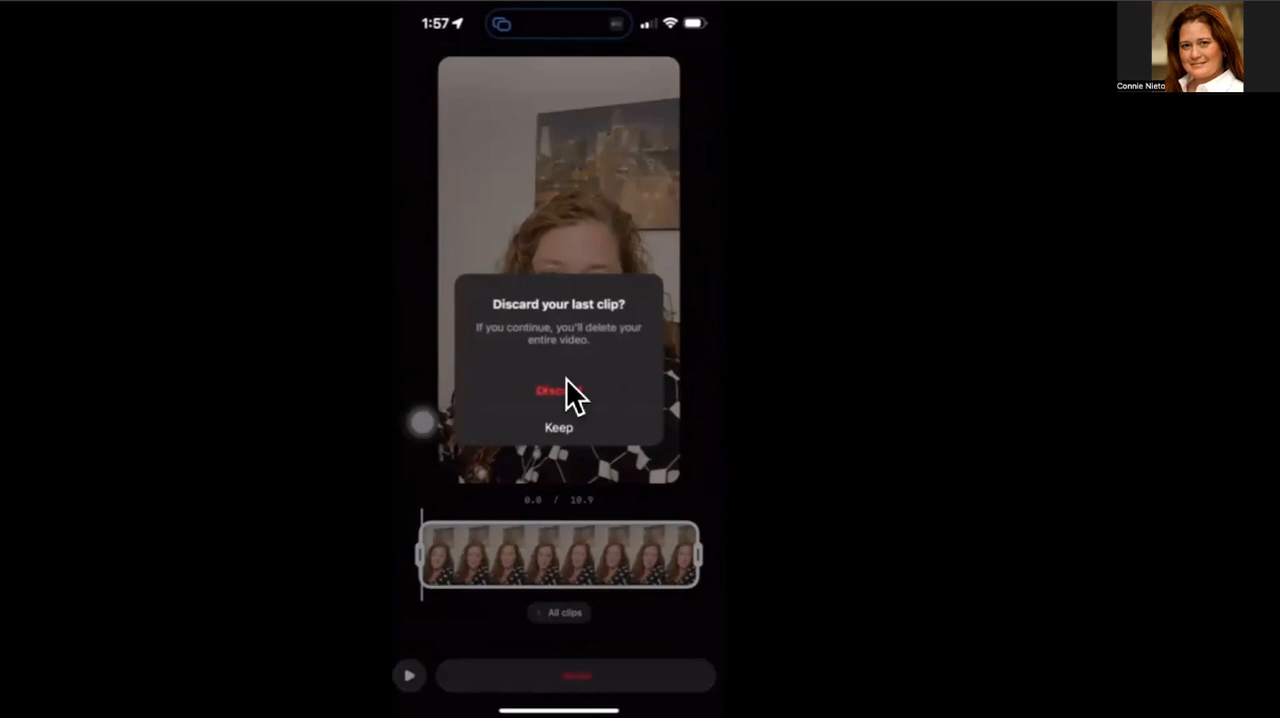 1:57
Connie Nieto
Discard your last clip?
If you continue, you'll delete your
entire video.
Keep
0.0 / 10.9
All clips